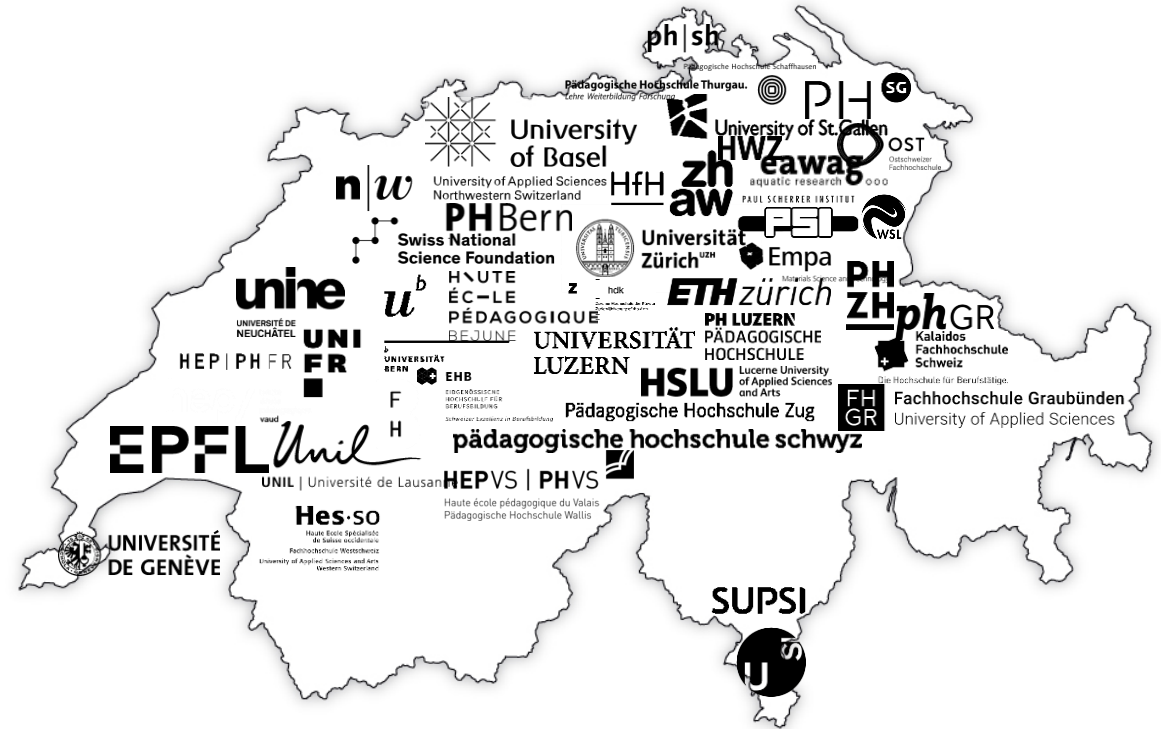 ph|sh
Pädagogische Hochschule Schaffhausen
Pädagogische Hochschule Thurgau.
Lehre Weiterbildung Forschung
PH SG
University of St.Gallen
University
of Basel
HWZ
OST
Ostschweizer
Fachhochschule
eawag
aquatic research
n|w
University of Applied Sciences
Northwestern Switzerland
HfH
zh
aw
PAUL SCHERRER INSTITUT
PSI
WSL
PHBern
Swiss National
Science Foundation
Universität
Zürich UZH
Empa
Materials Science and Technology
unine
UNIVERSITÉ DE
NEUCHÂTEL
u b
b
UNIVERSITÄT
BERN
HAUTE
ÉCOLE
PÉDAGOGIQUE
BEJUNE
z
hdk
ETH zürich
PH
ZH
phGR
UNI
FR
HEP|PH FR
UNIVERSITÄT
LUZERN
PH LUZERN
PÄDAGOGISCHE
HOCHSCHULE
Kalaidos
Fachhochschule
Schweiz
Die Hochschule für Berufstätige.
EHB
EIDGENÖSSISCHE
HOCHSCHULE FÜR
BERUFSBILDUNG
Schweizer Exzellenz in Berufsbildung
HSLU
Lucerne University
of Applied Sciences
and Arts
F
H
FH
GR
Fachhochschule Graubünden
University of Applied Sciences
Pädagogische Hochschule Zug
vaud
EPFL
Unil
UNIL | Université de Lausanne
pädagogische hochschule schwyz
HEPVS | PHVS
Haute école pédagogique du Valais
Pädagogische Hochschule Wallis
Hes·so
Haute Ecole Spécialisée
de Suisse occidentale
Fachhochschule Westschweiz
University of Applied Sciences and Arts
Western Switzerland
UNIVERSITÉ
DE GENÈVE
SUPSI
U
SI